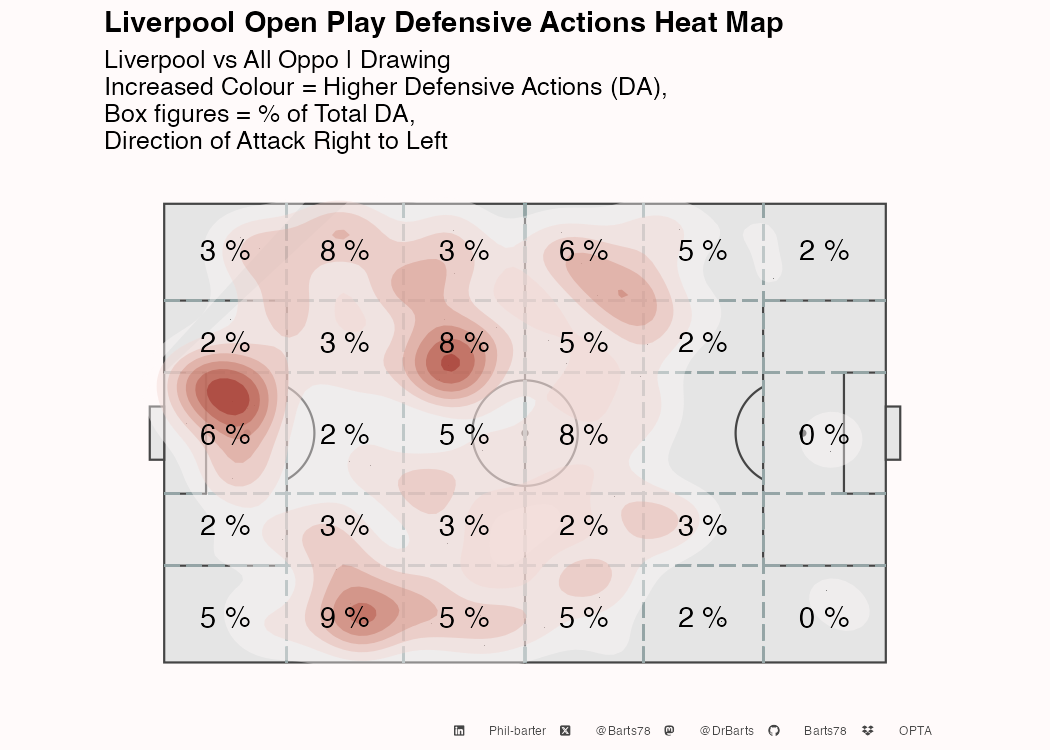 Liverpool Open Play Defensive Actions Heat Map
Liverpool vs All Oppo | Drawing
Increased Colour = Higher Defensive Actions (DA),
Box figures = % of Total DA,
Direction of Attack Right to Left
3 % 8 % 3 % 6 % 5 % 2 %
2 % 3 % 8 % 5 % 2 %
6 % 2 % 5 % 8 % 0 %
2 % 3 % 3 % 2 % 3 %
5 % 9 % 5 % 5 % 2 % 0 %
Phil-barter @Barts78 @DrBarts Barts78 OPTA